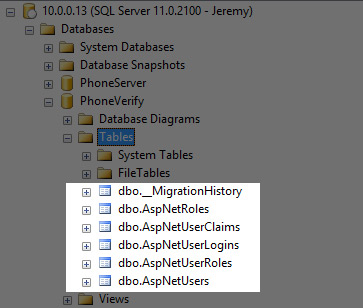 10.0.0.13 (SQL Server 11.0.2100 - Jeremy)
Databases
System Databases
Database Snapshots
PhoneServer
PhoneVerify
Database Diagrams
Tables
System Tables
FileTables
dbo.__MigrationHistory
dbo.AspNetRoles
dbo.AspNetUserClaims
dbo.AspNetUserLogins
dbo.AspNetUserRoles
dbo.AspNetUsers
Views